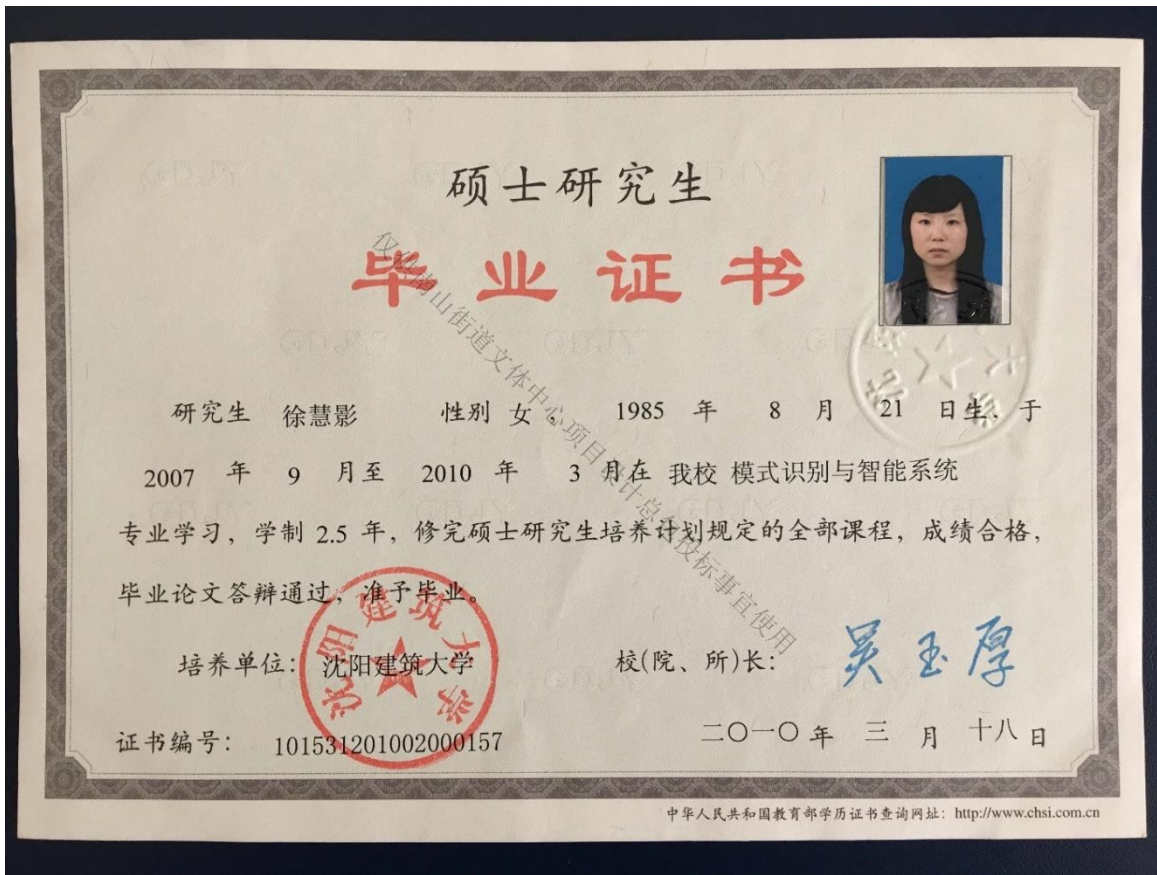 硕士研究生
毕业证书
研究生 徐慧影 性别 女， 1985 年 8 月 21 日生、于
2007 年 9 月至 2010 年 3 月在 我校 模式识别与智能系统
专业学习，学制 2.5 年，修完硕士研究生培养计划规定的全部课程，成绩合格，
毕业论文答辩通过，准予毕业。
培养单位： 沈阳建筑大学
校(院、所)长： 吴玉厚
证书编号： 101531201002000157
二〇一〇 年 三 月 十八 日
中华人民共和国教育部学历证书查询网址：http://www.chsi.com.cn
沈阳建筑大学
南山街道文体中心项目设计总包投标事宜使用